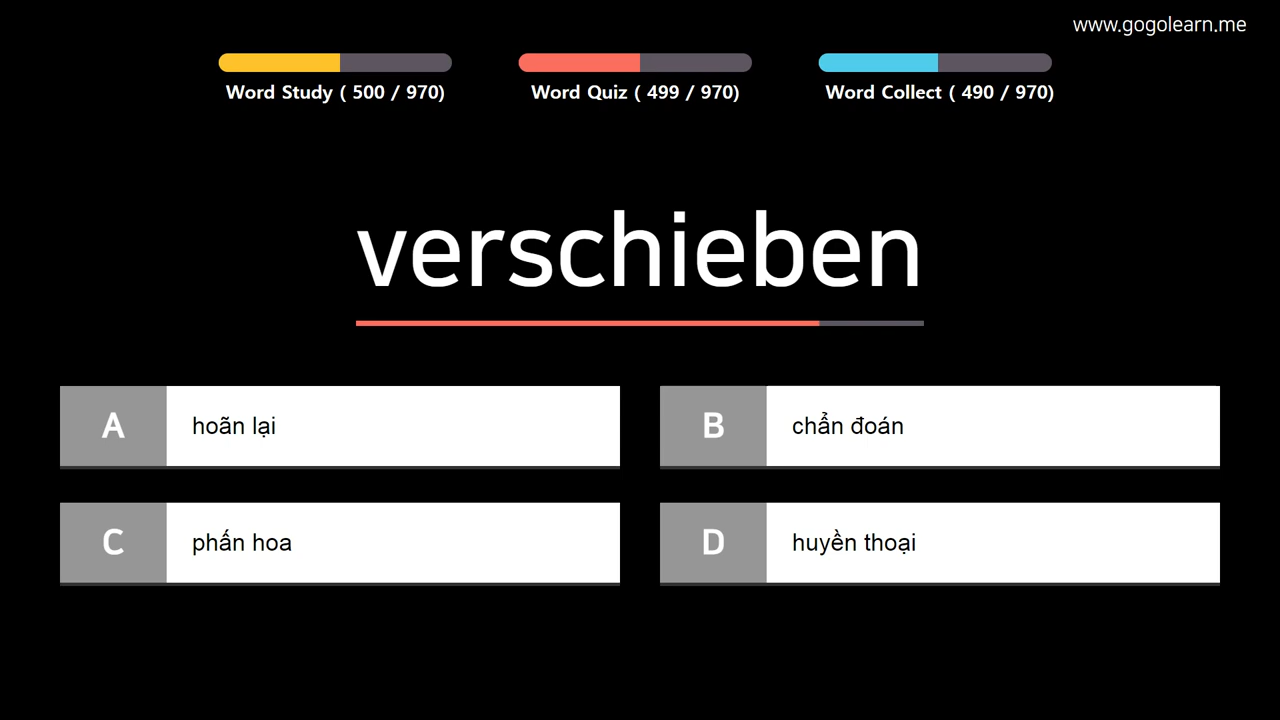 www.gogolearn.me
Word Study ( 500 / 970)
Word Quiz ( 499 / 970)
Word Collect ( 490 / 970)
verschieben
A hoãn lại
B chẩn đoán
C phấn hoa
D huyền thoại